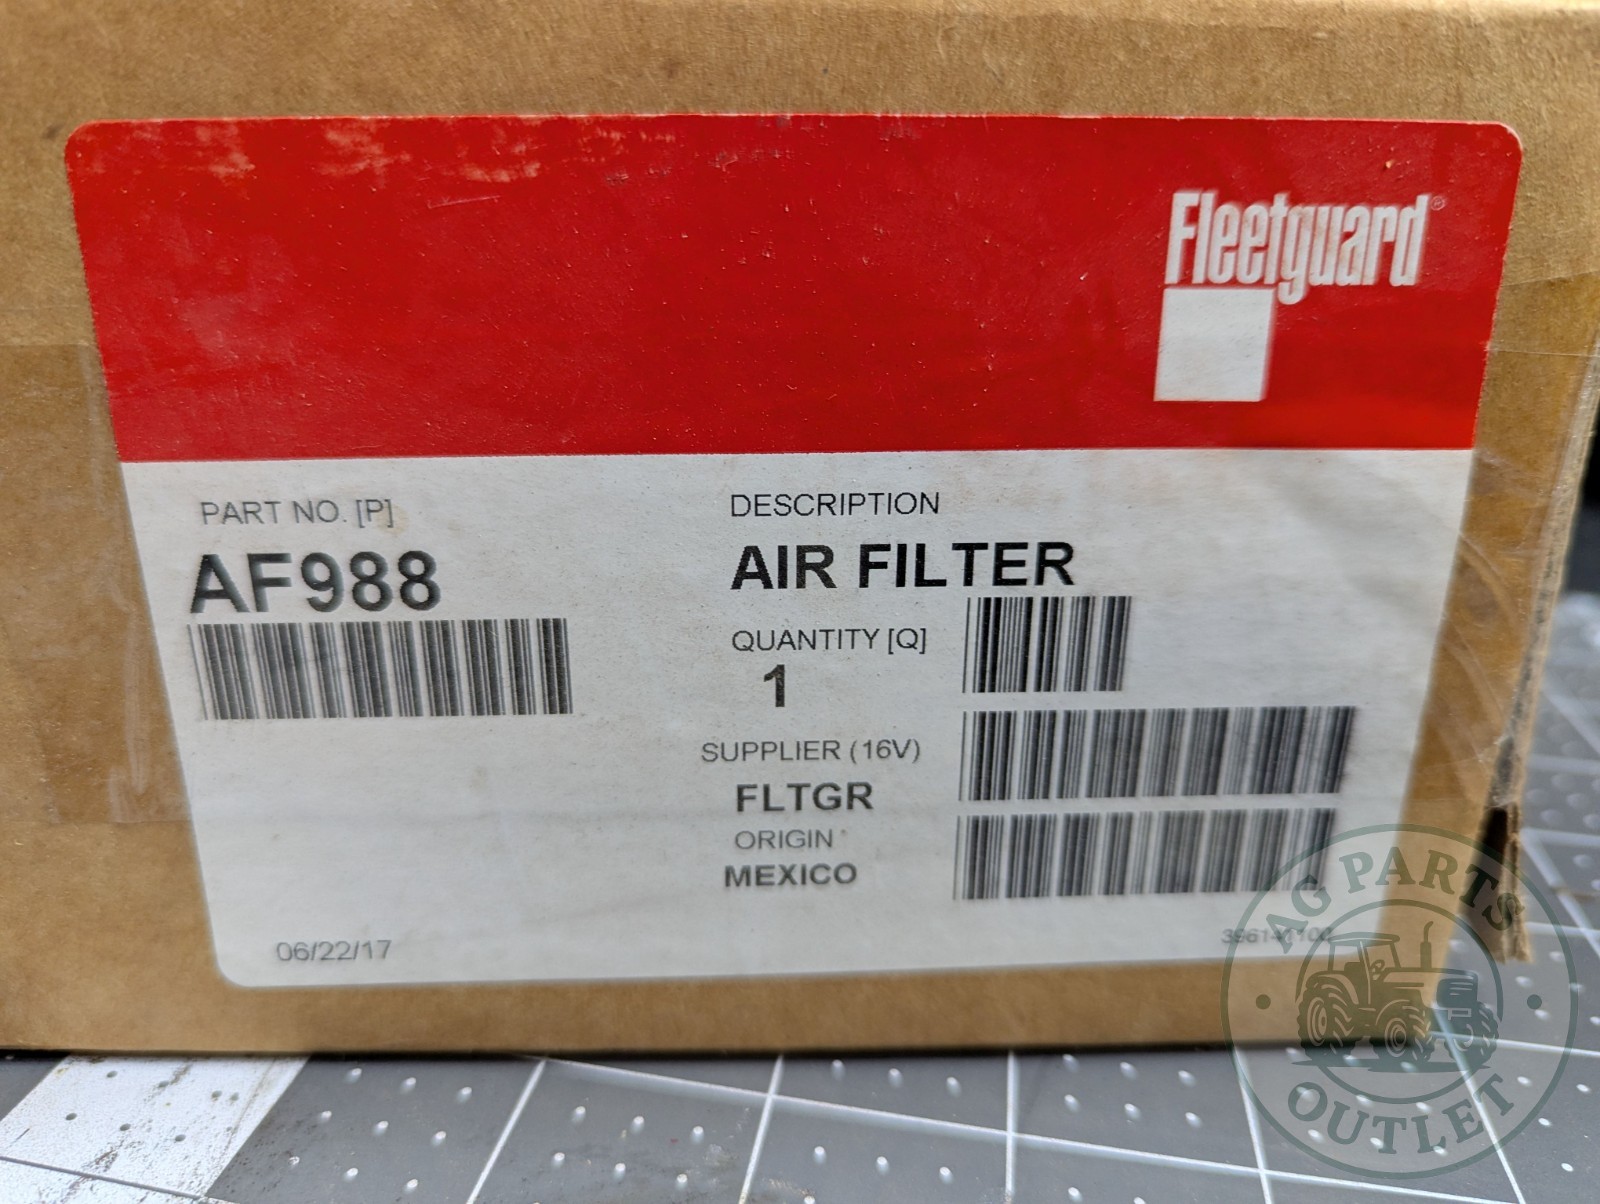 Fleetguard®
PART NO. [P]
AF988
DESCRIPTION
AIR FILTER
QUANTITY [Q]
1
SUPPLIER (16V)
FLTGR
ORIGIN
MEXICO
06/22/17
396141100
AG PARTS
OUTLET